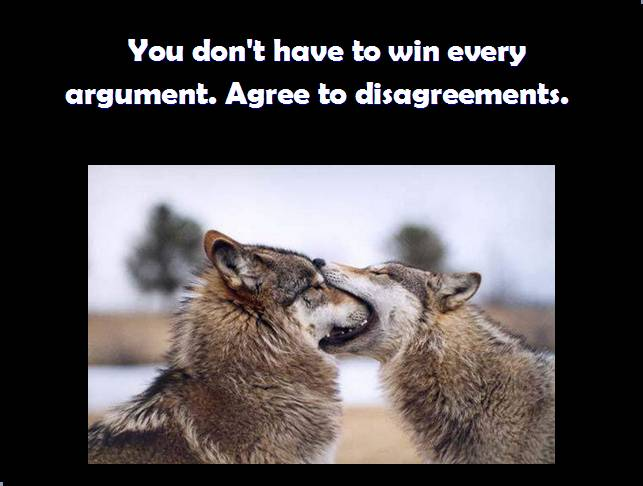 You don't have to win every
argument. Agree to disagreements.